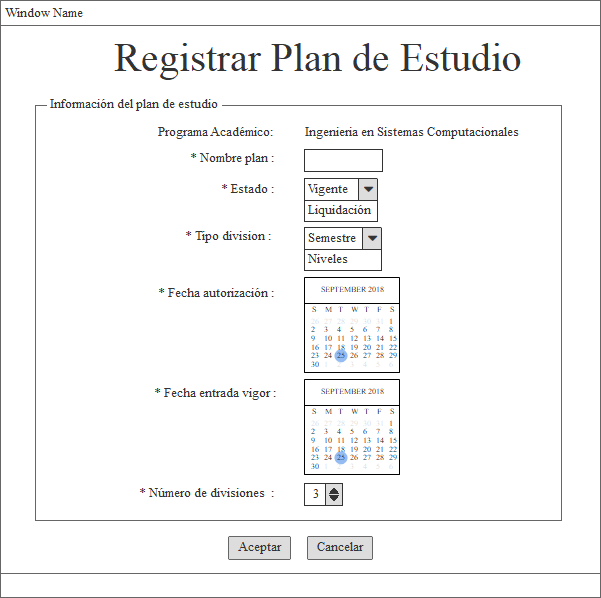 Window Name
Registrar Plan de Estudio
Información del plan de estudio
Programa Académico: Ingenieria en Sistemas Computacionales
* Nombre plan :
* Estado : Vigente
Liquidación
* Tipo division : Semestre
Niveles
* Fecha autorización :
SEPTEMBER 2018
S M T W T F S
26 27 28 29 30 31 1
2 3 4 5 6 7 8
9 10 11 12 13 14 15
16 17 18 19 20 21 22
23 24 25 26 27 28 29
30 1 2 3 4 5 6
* Fecha entrada vigor :
SEPTEMBER 2018
S M T W T F S
26 27 28 29 30 31 1
2 3 4 5 6 7 8
9 10 11 12 13 14 15
16 17 18 19 20 21 22
23 24 25 26 27 28 29
30 1 2 3 4 5 6
* Número de divisiones : 3
Aceptar Cancelar